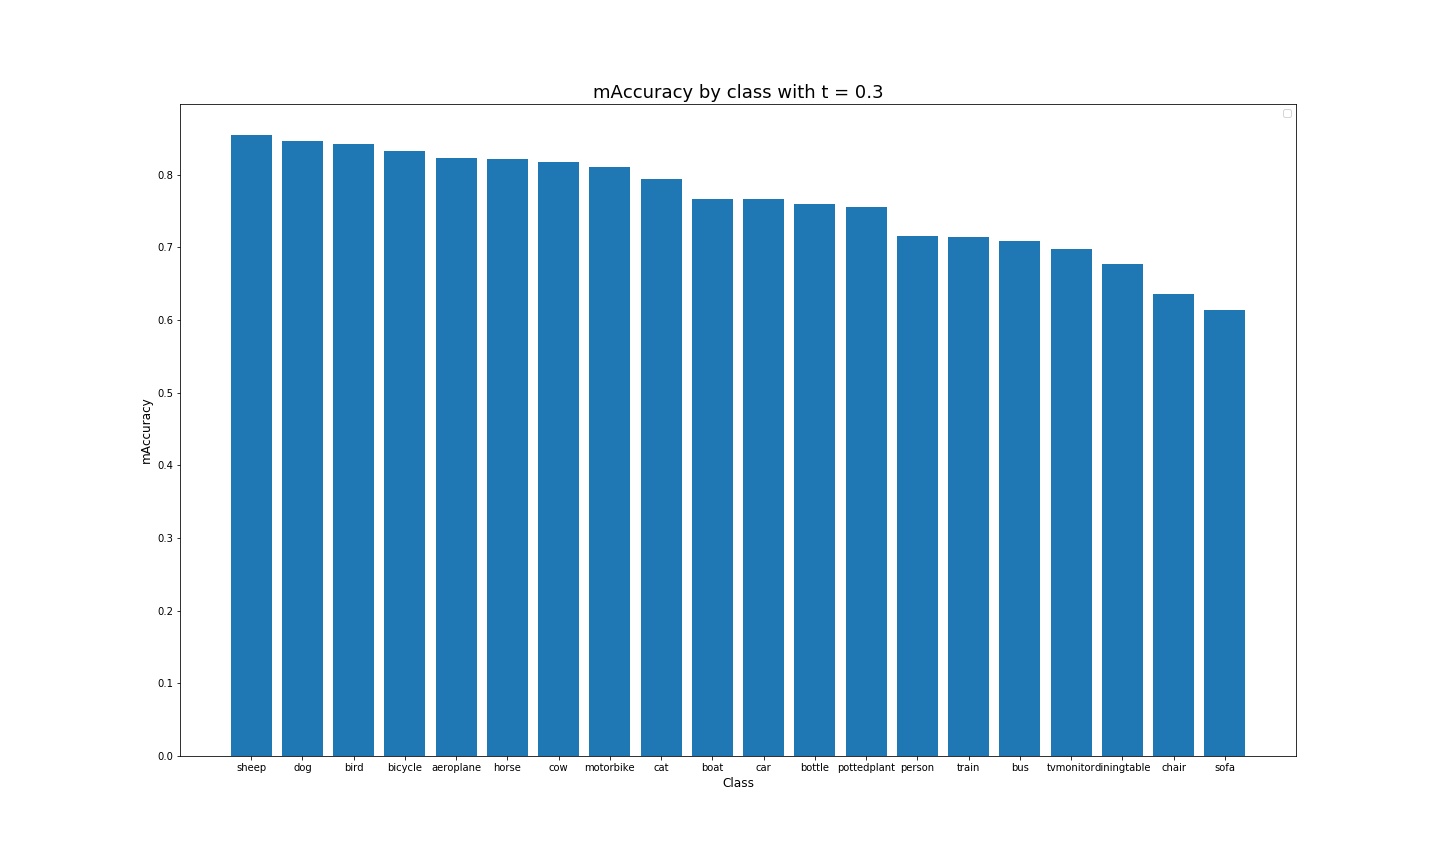 mAccuracy by class with t = 0.3
0.8
0.7
0.6
0.5
0.4
0.3
0.2
0.1
0.0
mAccuracy
sheep dog bird bicycle aeroplane horse cow motorbike cat boat car bottle pottedplant person train bus tvmonitor diningtable chair sofa
Class